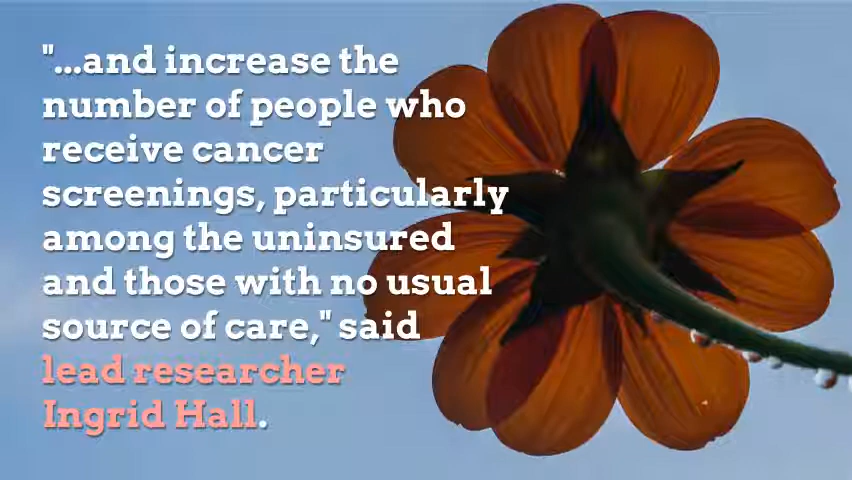 "...and increase the
number of people who
receive cancer
screenings, particularly
among the uninsured
and those with no usual
source of care," said
lead researcher
Ingrid Hall.